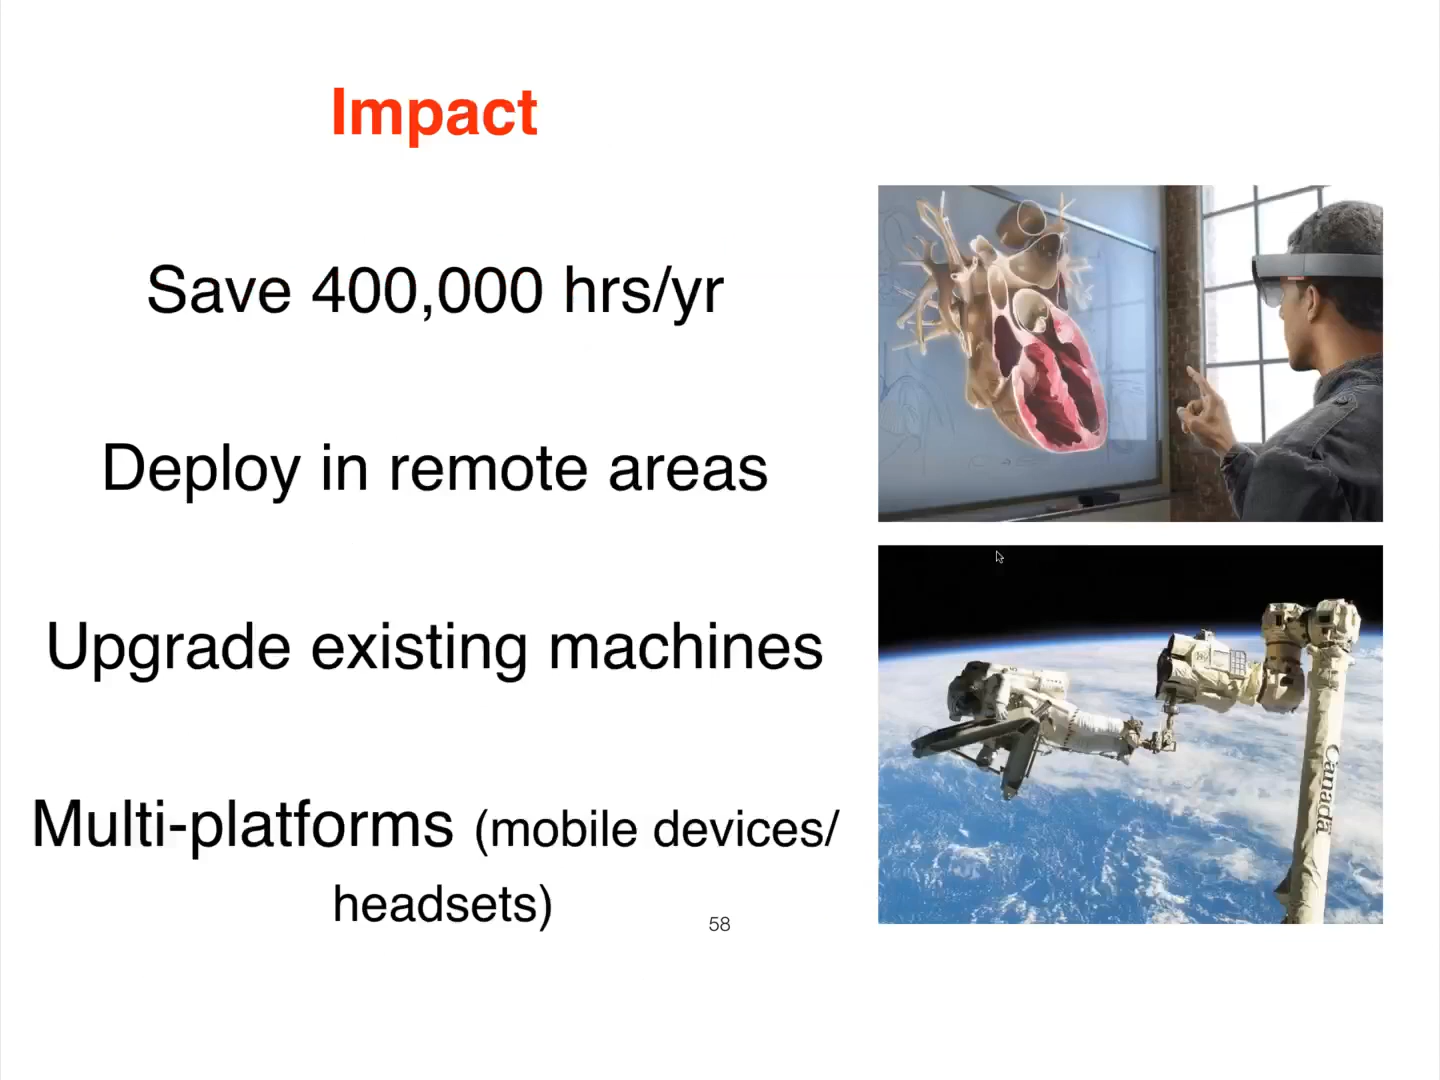 Impact
Save 400,000 hrs/yr
Deploy in remote areas
Upgrade existing machines
Multi-platforms (mobile devices/
headsets)
58
Canada